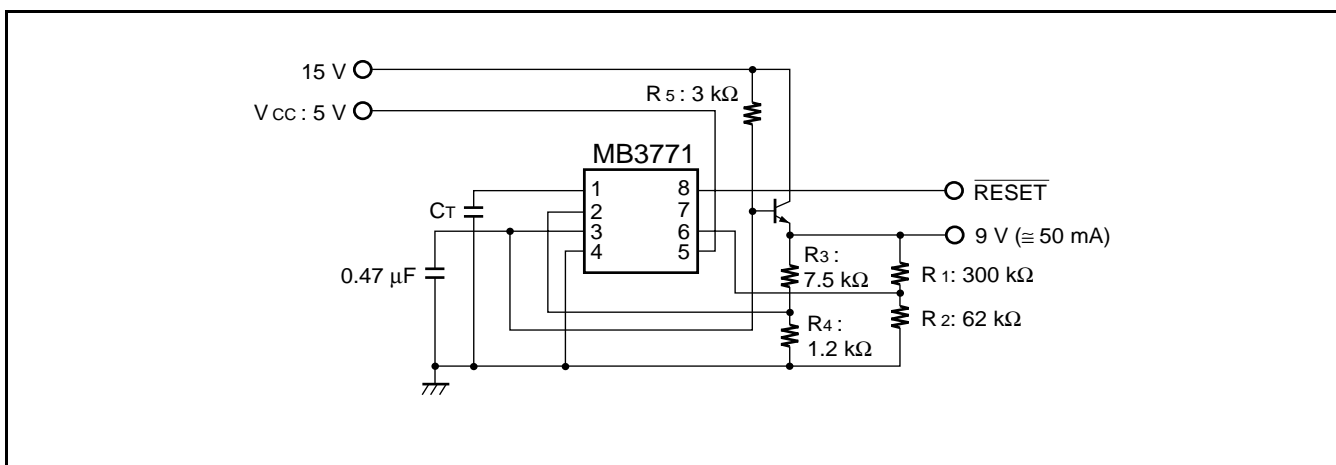 15 V
R5 : 3 kΩ
VCC : 5 V
MB3771
1 8
2 7
3 6
4 5
CT
RESET
9 V (≅ 50 mA)
R3 :
7.5 kΩ
R1: 300 kΩ
0.47 μF
R4 :
1.2 kΩ
R2: 62 kΩ